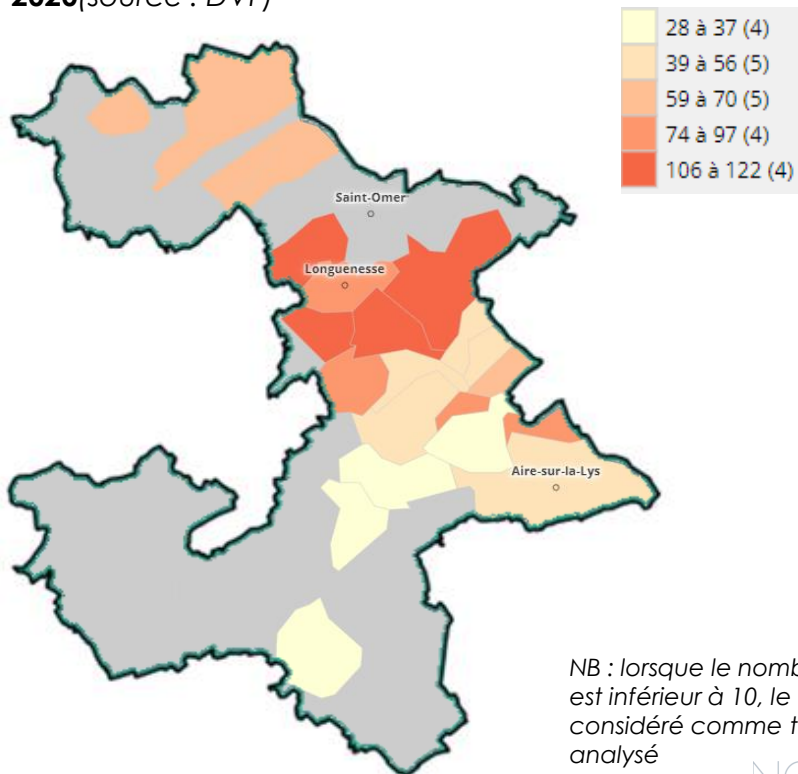 2020(source : DVF)
28 à 37 (4)
39 à 56 (5)
59 à 70 (5)
74 à 97 (4)
106 à 122 (4)
Saint-Omer
Longuenesse
Aire-sur-la-Lys
NB : lorsque le nomb
est inférieur à 10, le
considéré comme t
analysé